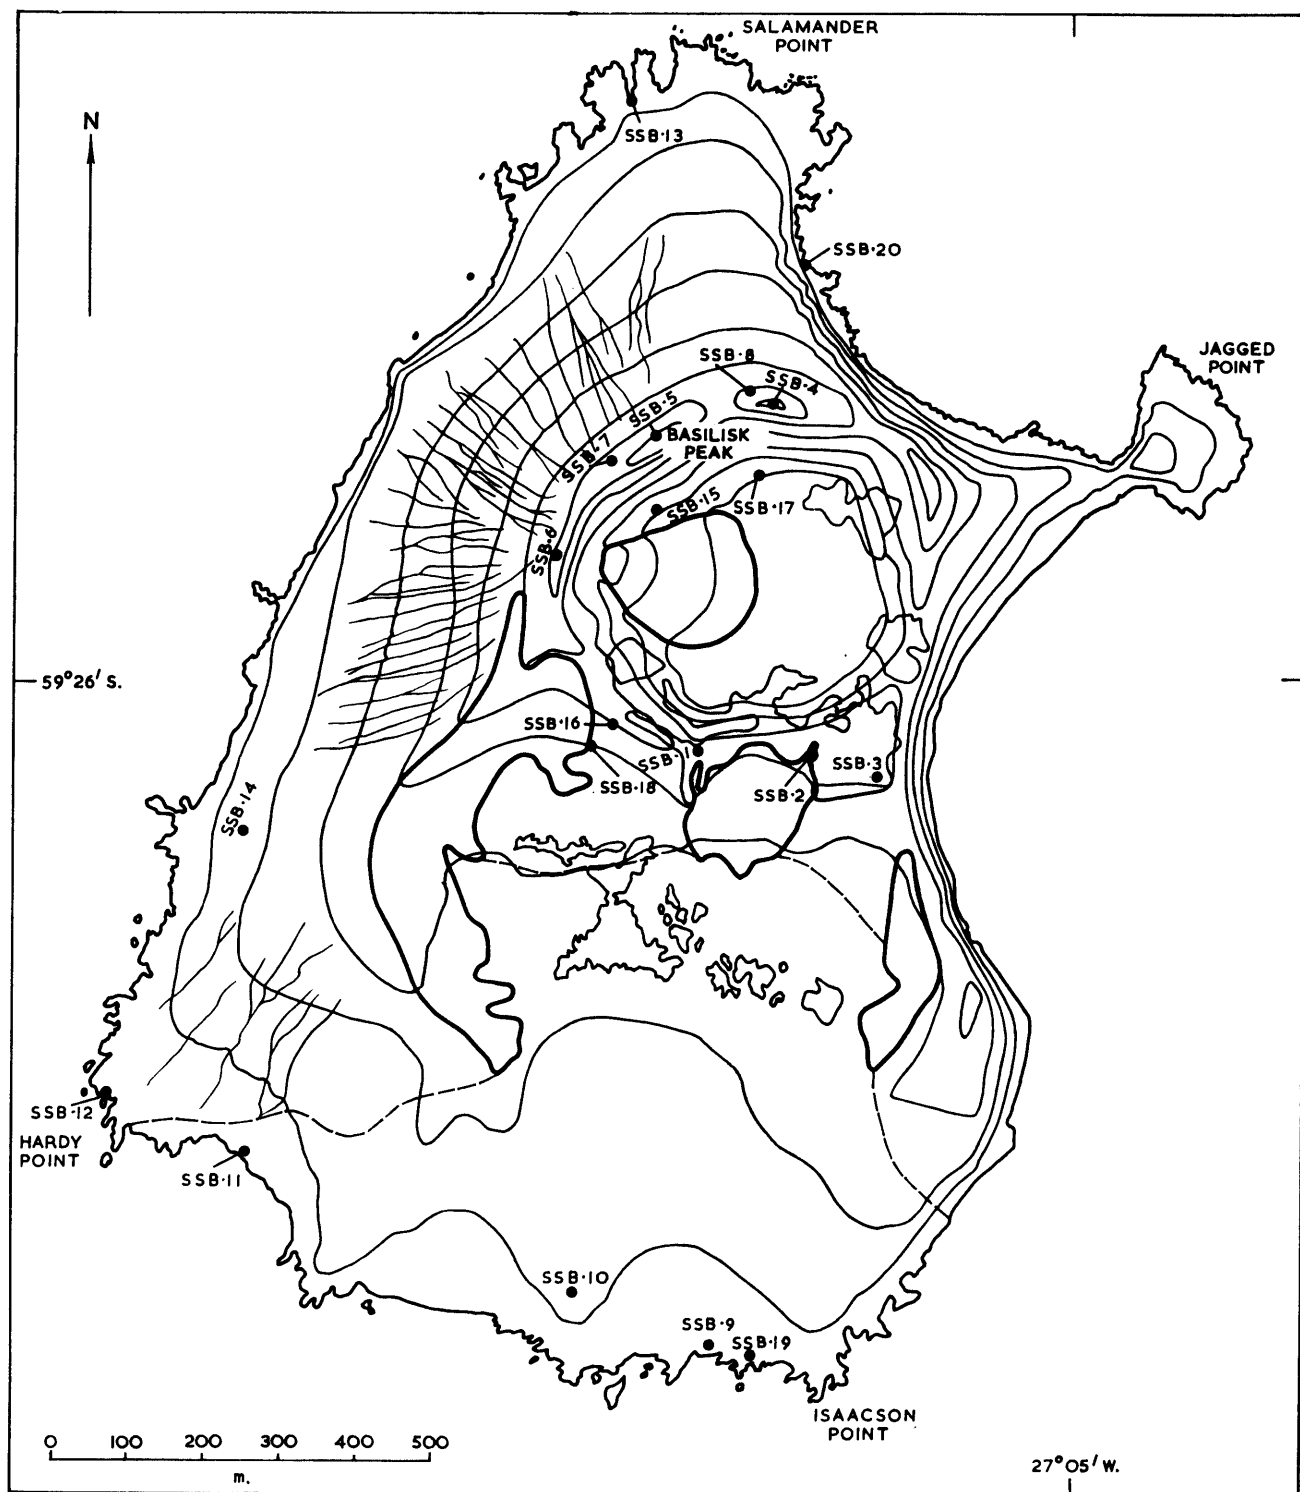 SALAMANDER
POINT
N
SSB·13
SSB·20
JAGGED
POINT
SSB·8
SSB·4
SSB·5
BASILISK
PEAK
SSB·7
SSB·15
SSB·17
SSB·6
59°26′ S.
SSB·16
SSB·1
SSB·3
SSB·18
SSB·2
SSB·14
SSB·12
HARDY
POINT
SSB·11
SSB·10
SSB·9
SSB·19
ISAACSON
POINT
0 100 200 300 400 500
m.
27°05′ W.